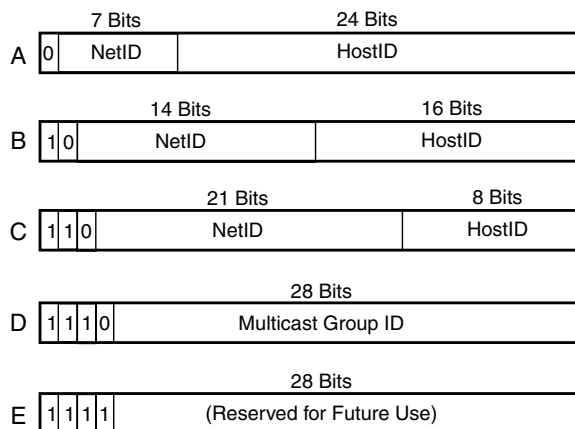 7 Bits 24 Bits
A 0 NetID HostID
14 Bits 16 Bits
B 1 0 NetID HostID
21 Bits 8 Bits
C 1 1 0 NetID HostID
28 Bits
D 1 1 1 0 Multicast Group ID
28 Bits
E 1 1 1 1 (Reserved for Future Use)